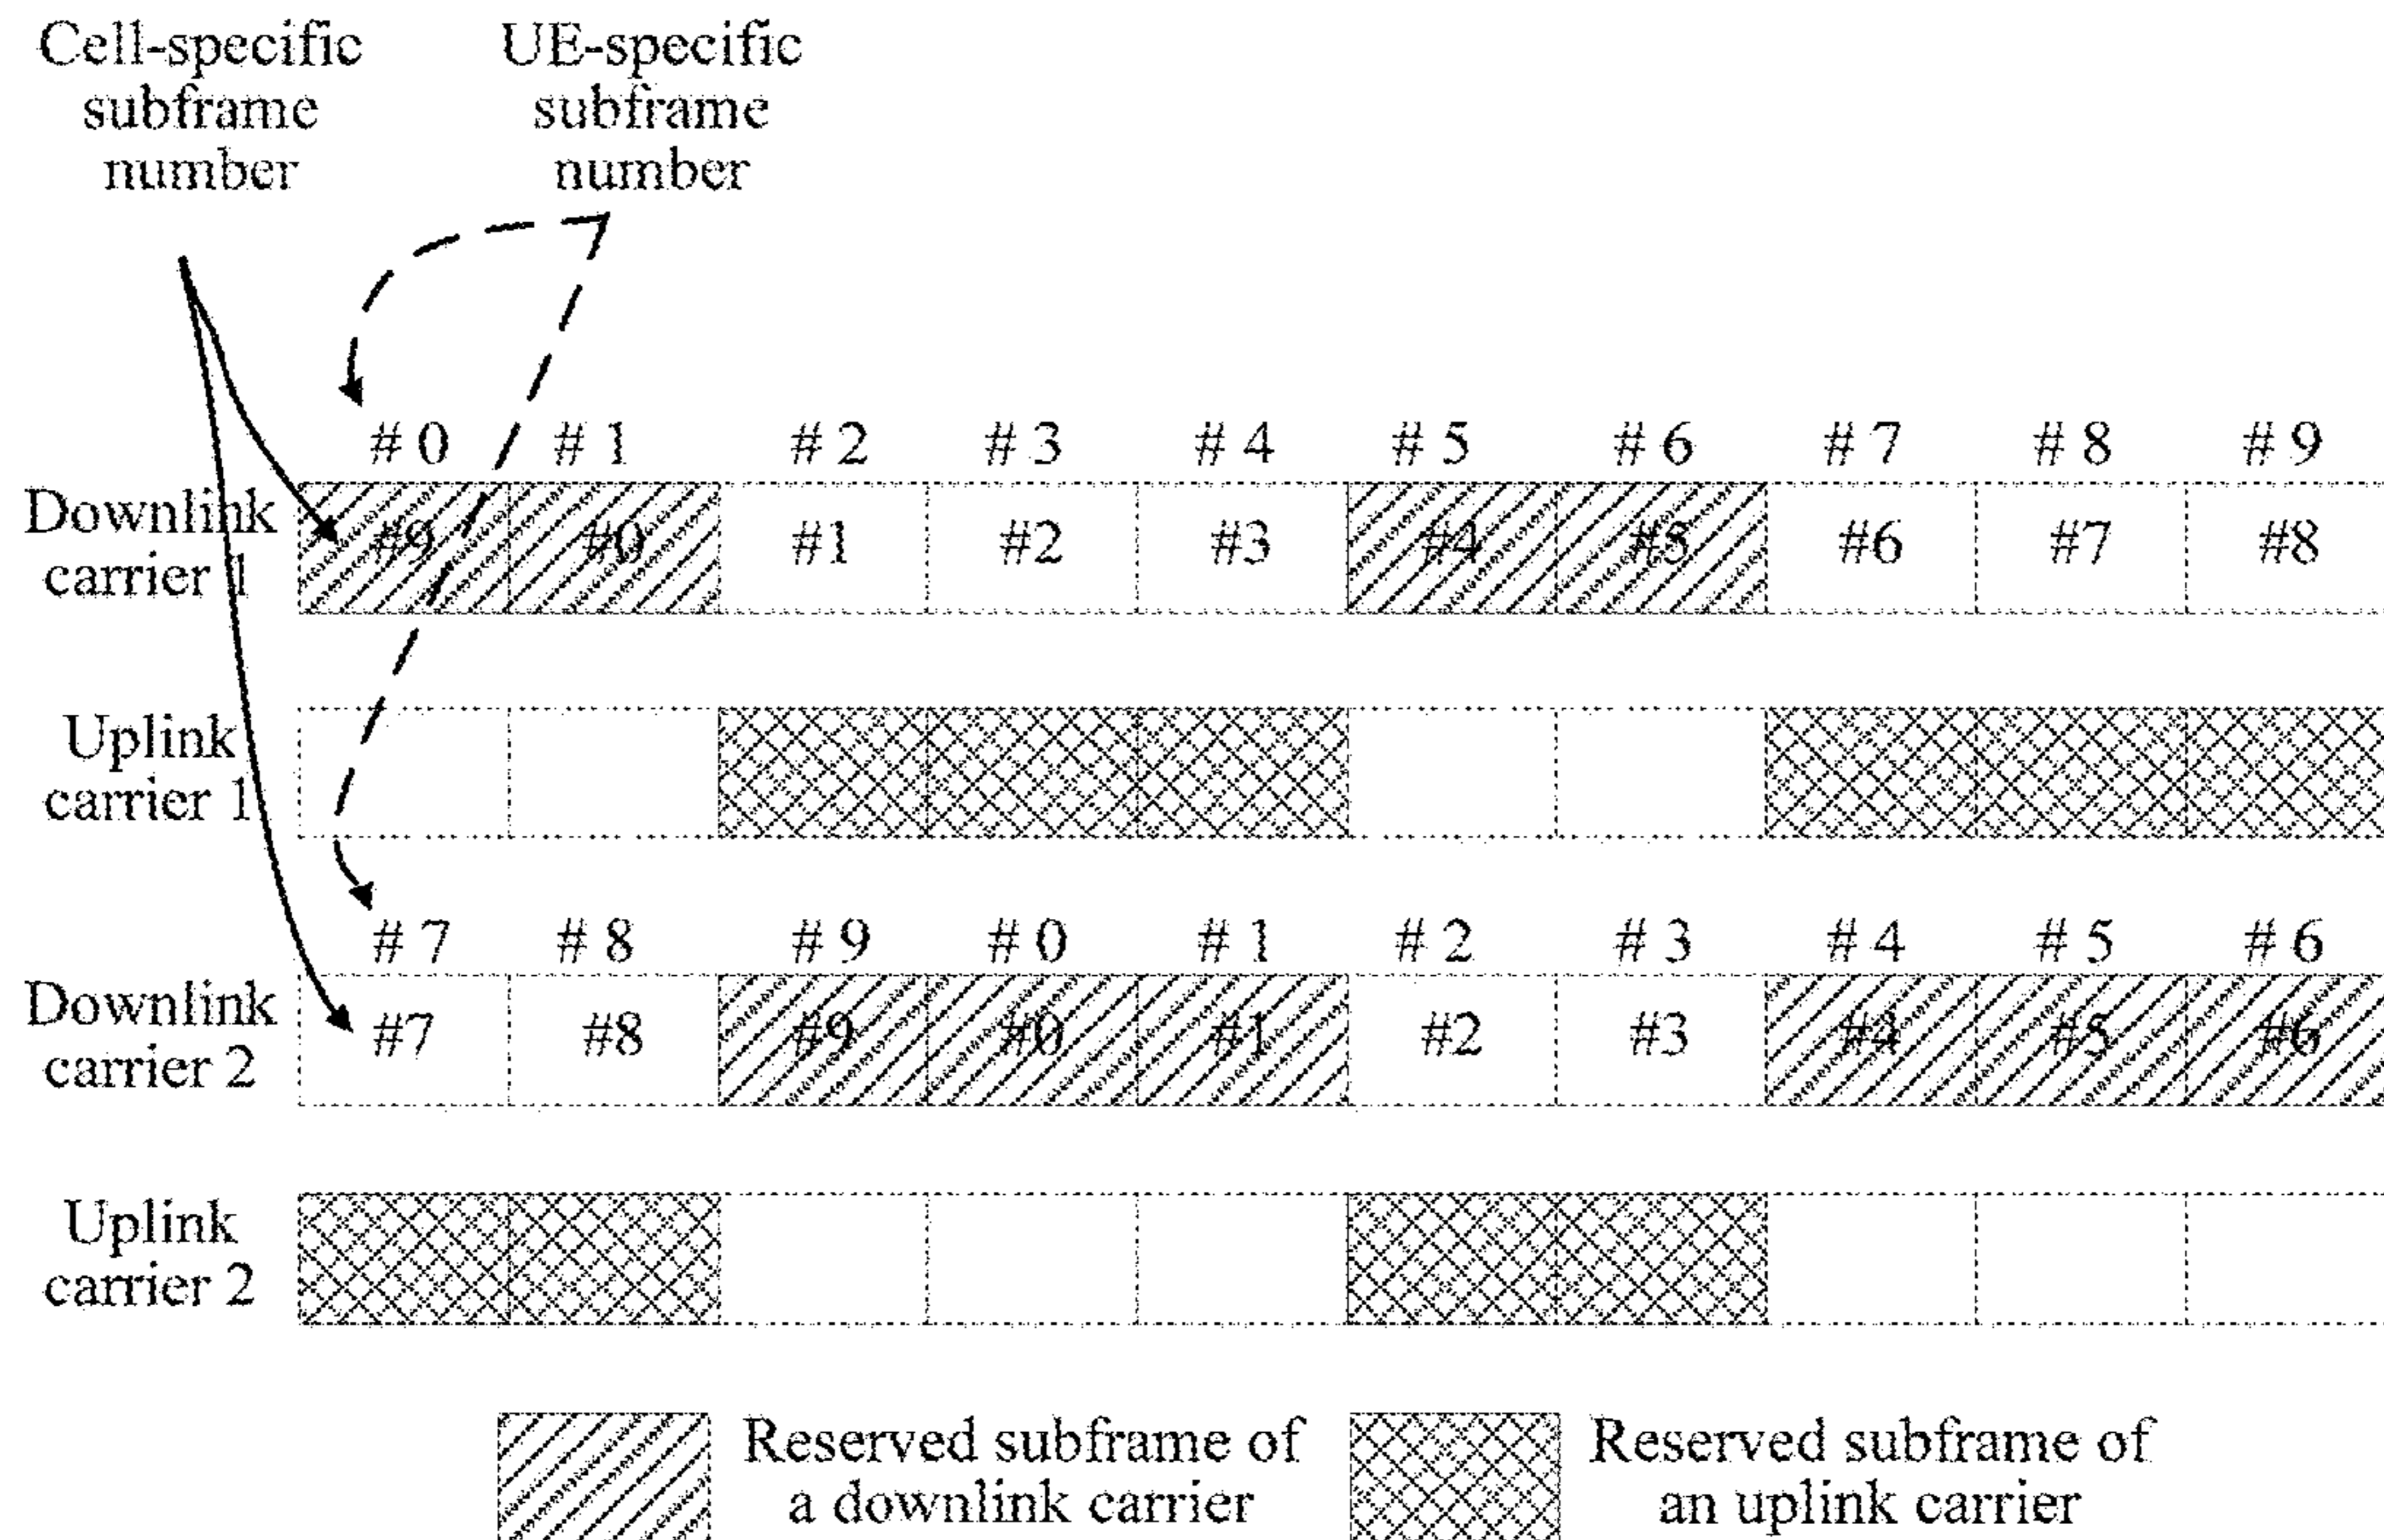 Cell-specific
subframe
number
UE-specific
subframe
number
# 0 # 1 # 2 # 3 # 4 # 5 # 6 # 7 # 8 # 9
Downlink
carrier 1
#9 #0 #1 #2 #3 #4 #5 #6 #7 #8
Uplink
carrier 1
# 7 # 8 # 9 # 0 # 1 # 2 # 3 # 4 # 5 # 6
Downlink
carrier 2
#7 #8 #9 #0 #1 #2 #3 #4 #5 #6
Uplink
carrier 2
Reserved subframe of
a downlink carrier
Reserved subframe of
an uplink carrier